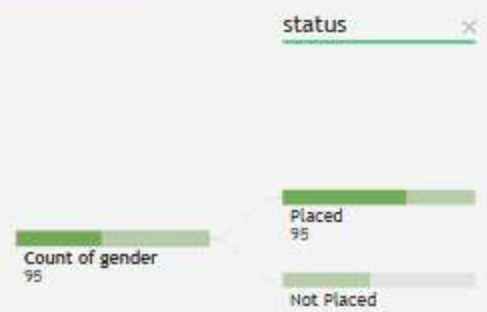 status
Placed
95
Count of gender
95
Not Placed